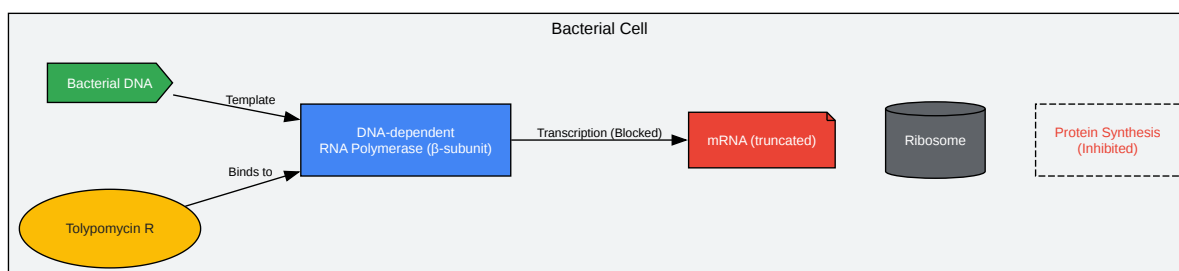 Bacterial Cell
Bacterial DNA
Template
DNA-dependent
RNA Polymerase (β-subunit)
Transcription (Blocked)
mRNA (truncated)
Ribosome
Protein Synthesis
(Inhibited)
Binds to
Tolypomycin R